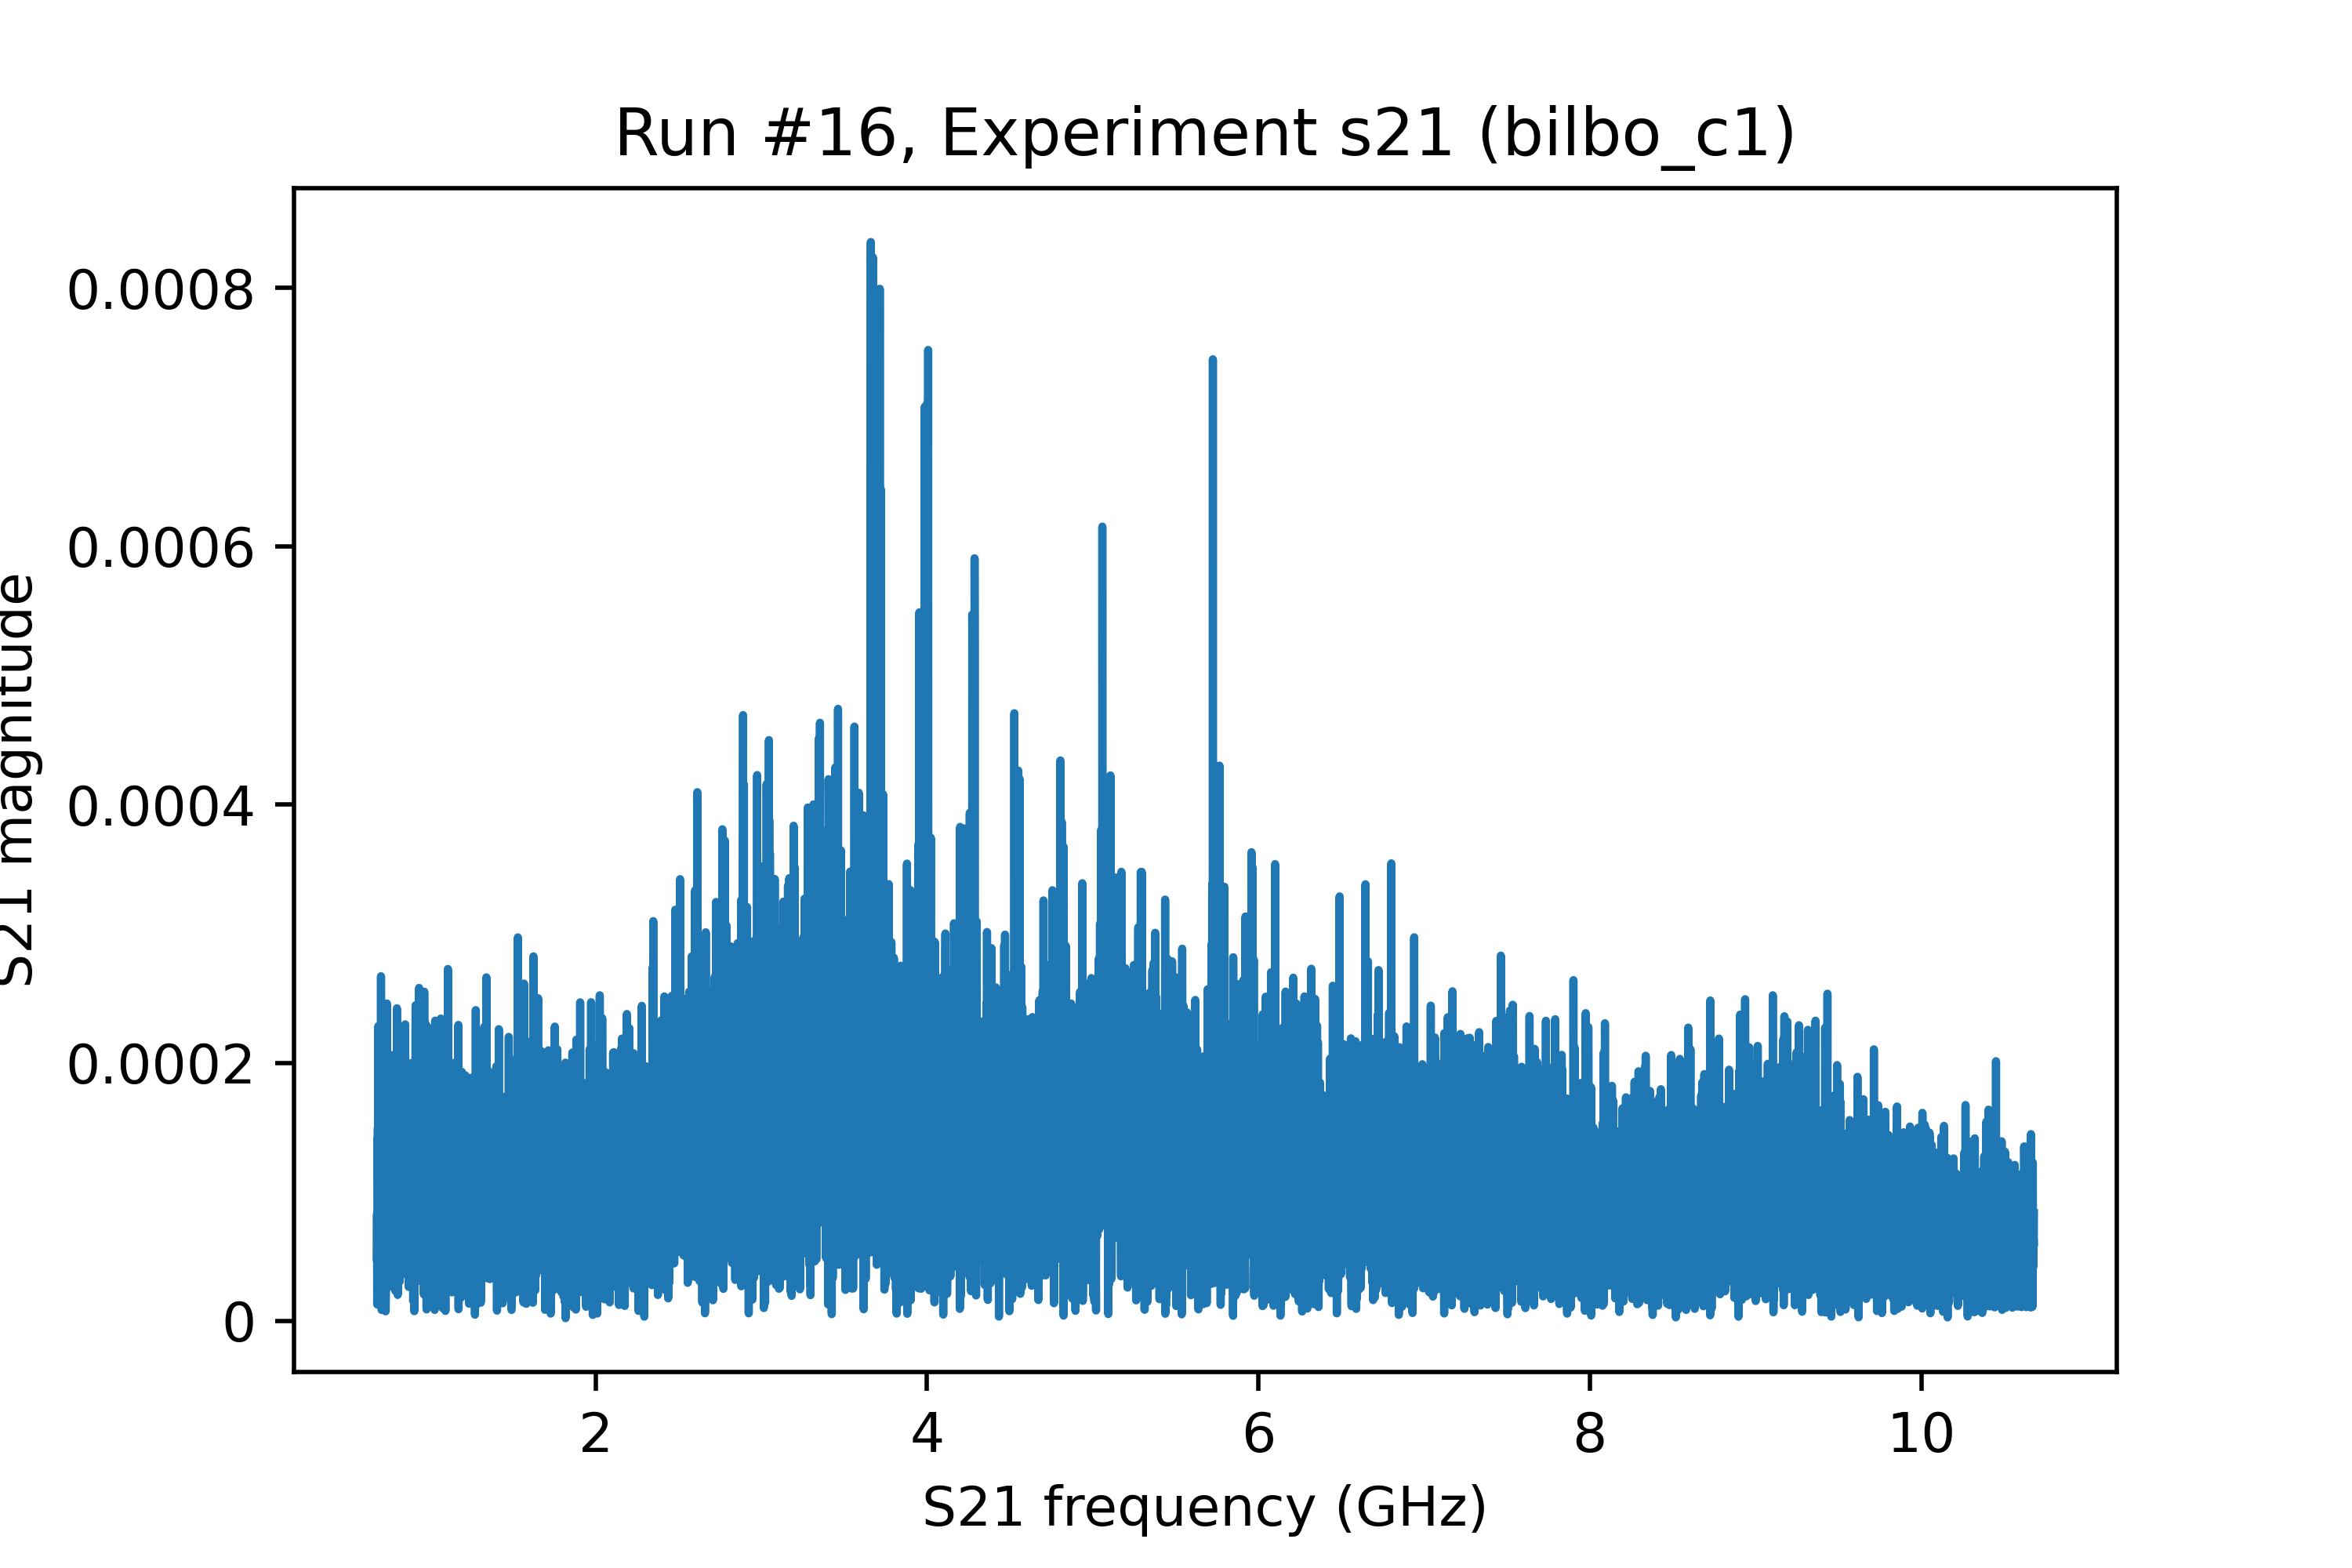 Run #16, Experiment s21 (bilbo_c1)
S21 magnitude
0.0008
0.0006
0.0004
0.0002
0
2 4 6 8 10
S21 frequency (GHz)